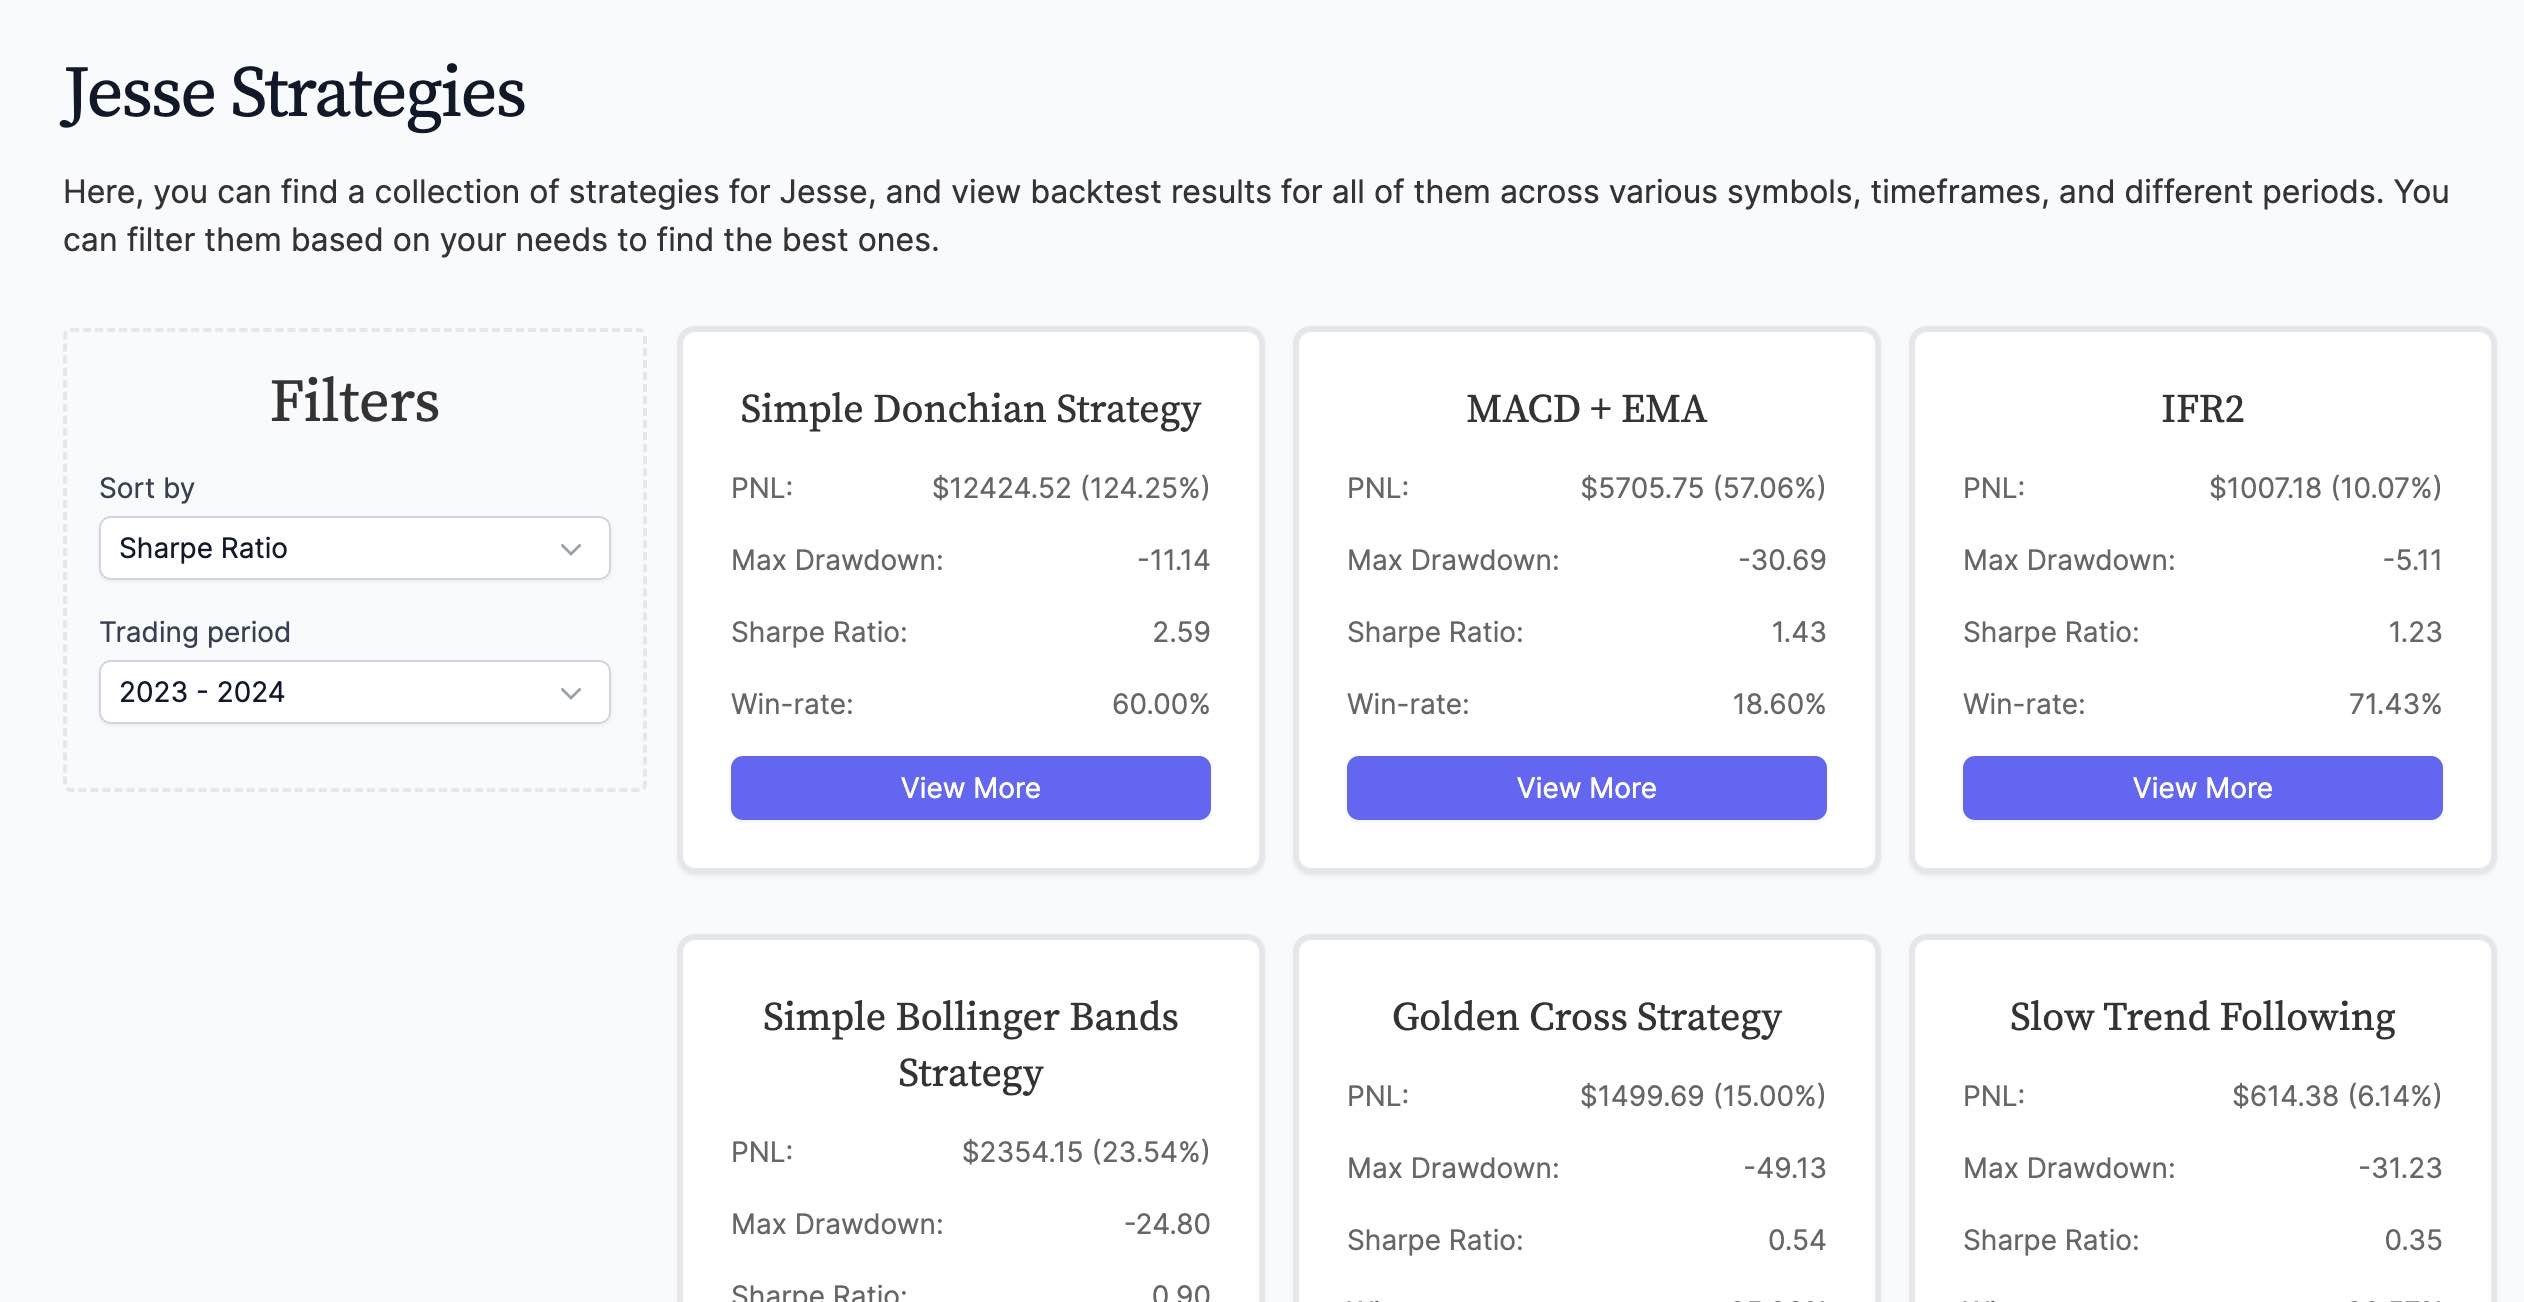 Jesse Strategies
Here, you can find a collection of strategies for Jesse, and view backtest results for all of them across various symbols, timeframes, and different periods. You
can filter them based on your needs to find the best ones.
Filters
Sort by
Sharpe Ratio
Trading period
2023 - 2024
Simple Donchian Strategy
PNL: $12424.52 (124.25%)
Max Drawdown: -11.14
Sharpe Ratio: 2.59
Win-rate: 60.00%
View More
MACD + EMA
PNL: $5705.75 (57.06%)
Max Drawdown: -30.69
Sharpe Ratio: 1.43
Win-rate: 18.60%
View More
IFR2
PNL: $1007.18 (10.07%)
Max Drawdown: -5.11
Sharpe Ratio: 1.23
Win-rate: 71.43%
View More
Simple Bollinger Bands
Strategy
PNL: $2354.15 (23.54%)
Max Drawdown: -24.80
Sharpe Ratio: 0.90
Golden Cross Strategy
PNL: $1499.69 (15.00%)
Max Drawdown: -49.13
Sharpe Ratio: 0.54
Slow Trend Following
PNL: $614.38 (6.14%)
Max Drawdown: -31.23
Sharpe Ratio: 0.35